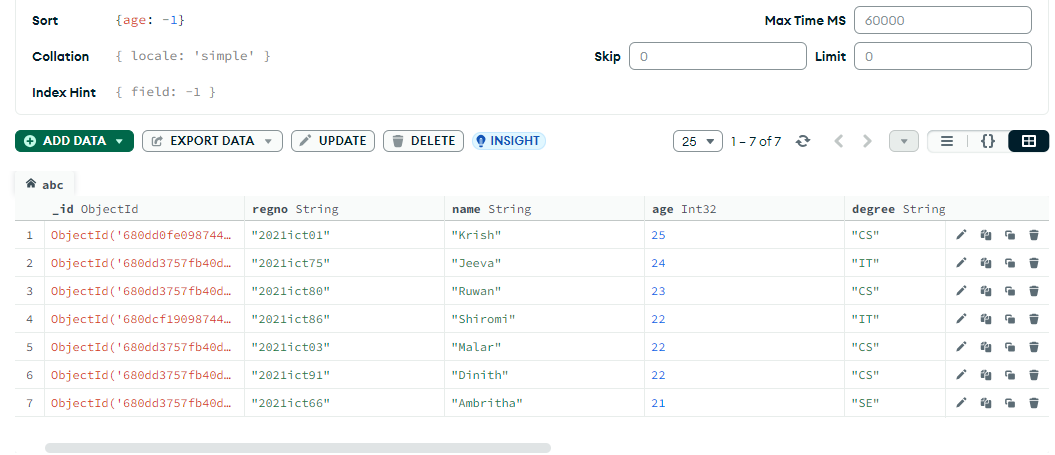 Sort {age: -1} Max Time MS 60000
Collation { locale: 'simple' } Skip 0 Limit 0
Index Hint { field: -1 }
ADD DATA EXPORT DATA UPDATE DELETE INSIGHT 25 1 – 7 of 7 {}
abc
_id ObjectId regno String name String age Int32 degree String
1 ObjectId('680dd0fe098744… "2021ict01" "Krish" 25 "CS"
2 ObjectId('680dd3757fb40d… "2021ict75" "Jeeva" 24 "IT"
3 ObjectId('680dd3757fb40d… "2021ict80" "Ruwan" 23 "CS"
4 ObjectId('680dcf19098744… "2021ict86" "Shiromi" 22 "IT"
5 ObjectId('680dd3757fb40d… "2021ict03" "Malar" 22 "CS"
6 ObjectId('680dd3757fb40d… "2021ict91" "Dinith" 22 "CS"
7 ObjectId('680dd3757fb40d… "2021ict66" "Ambritha" 21 "SE"